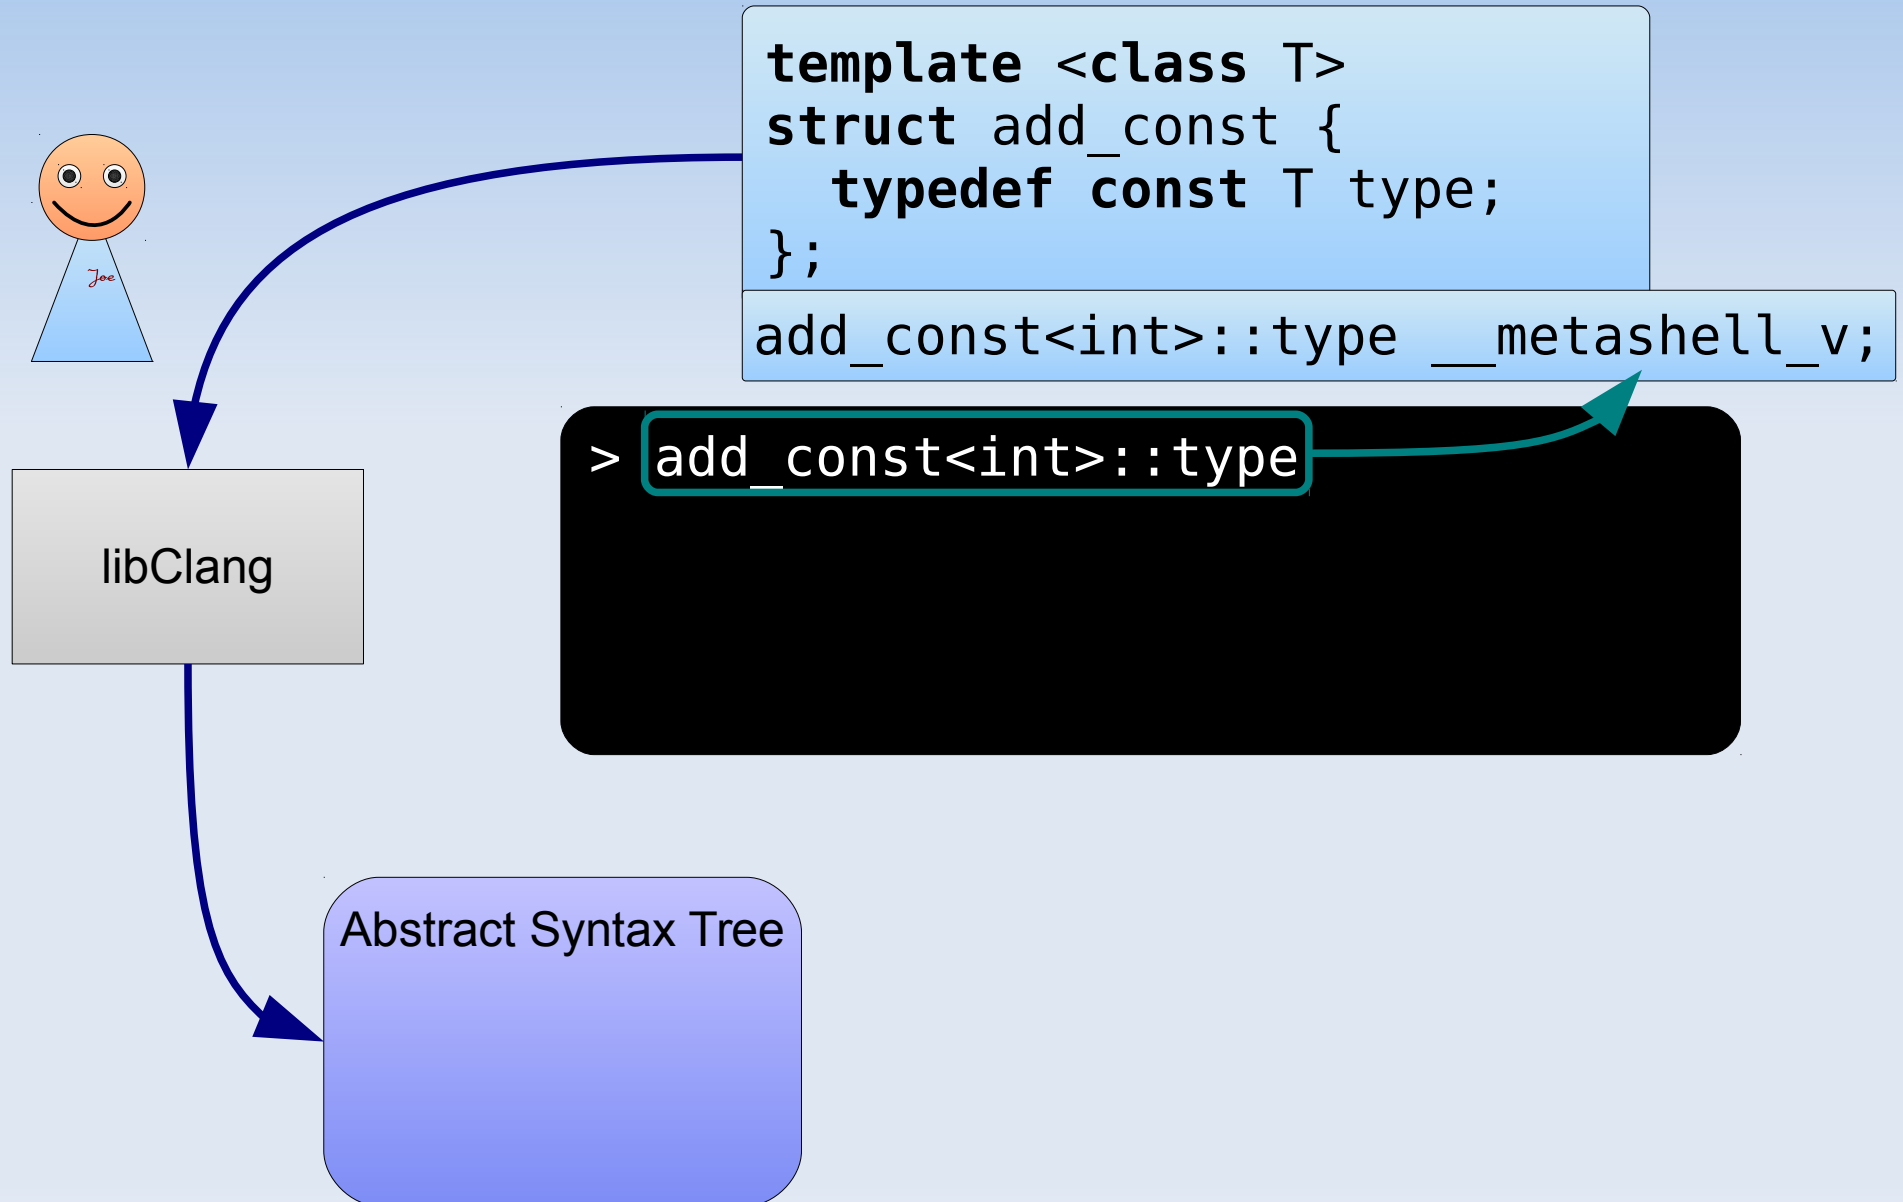 template <class T>
struct add_const {
  typedef const T type;
};
add_const<int>::type __metashell_v;
Joe
> add_const<int>::type
libClang
Abstract Syntax Tree